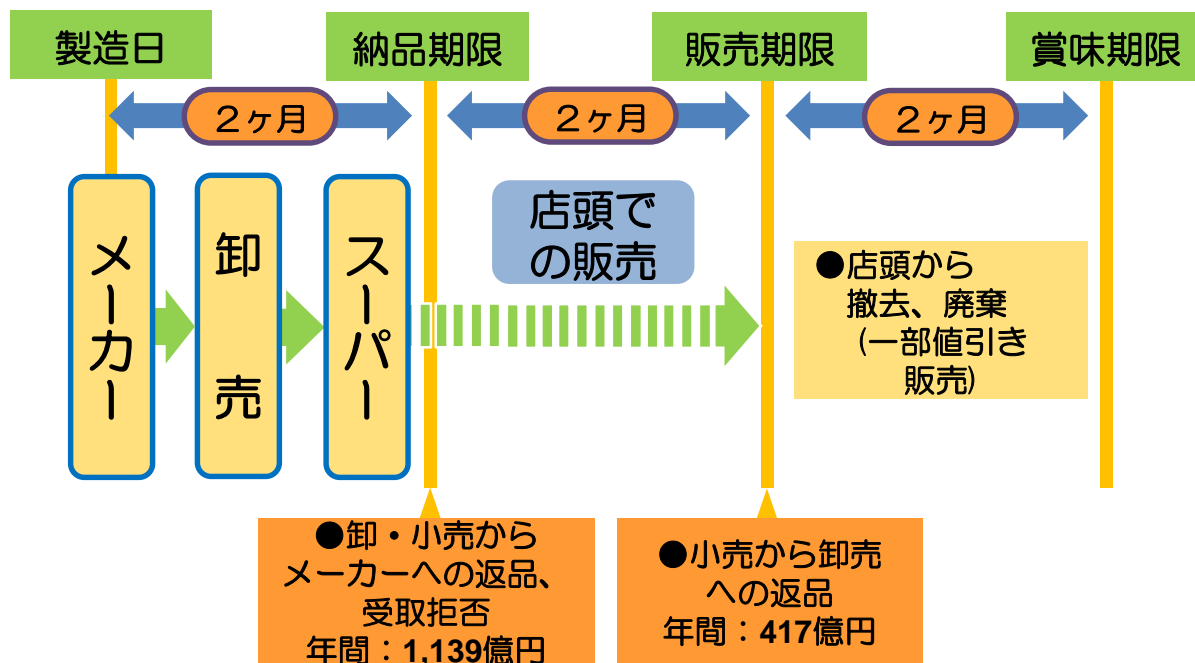 製造日
納品期限
販売期限
賞味期限
2ヶ月
2ヶ月
2ヶ月
メーカー
卸売
スーパー
店頭で
の販売
●店頭から
撤去、廃棄
(一部値引き
販売)
●卸・小売から
メーカーへの返品、
受取拒否
年間：1,139億円
●小売から卸売
への返品
年間：417億円